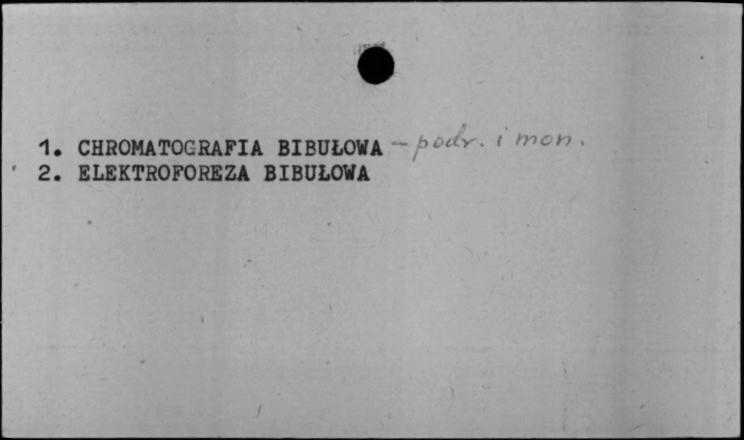 1. CHROMATOGRAFIA BIBUŁOWA – podr. i mon.
2. ELEKTROFOREZA BIBUŁOWA